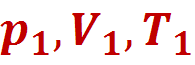 p₁, V₁, T₁